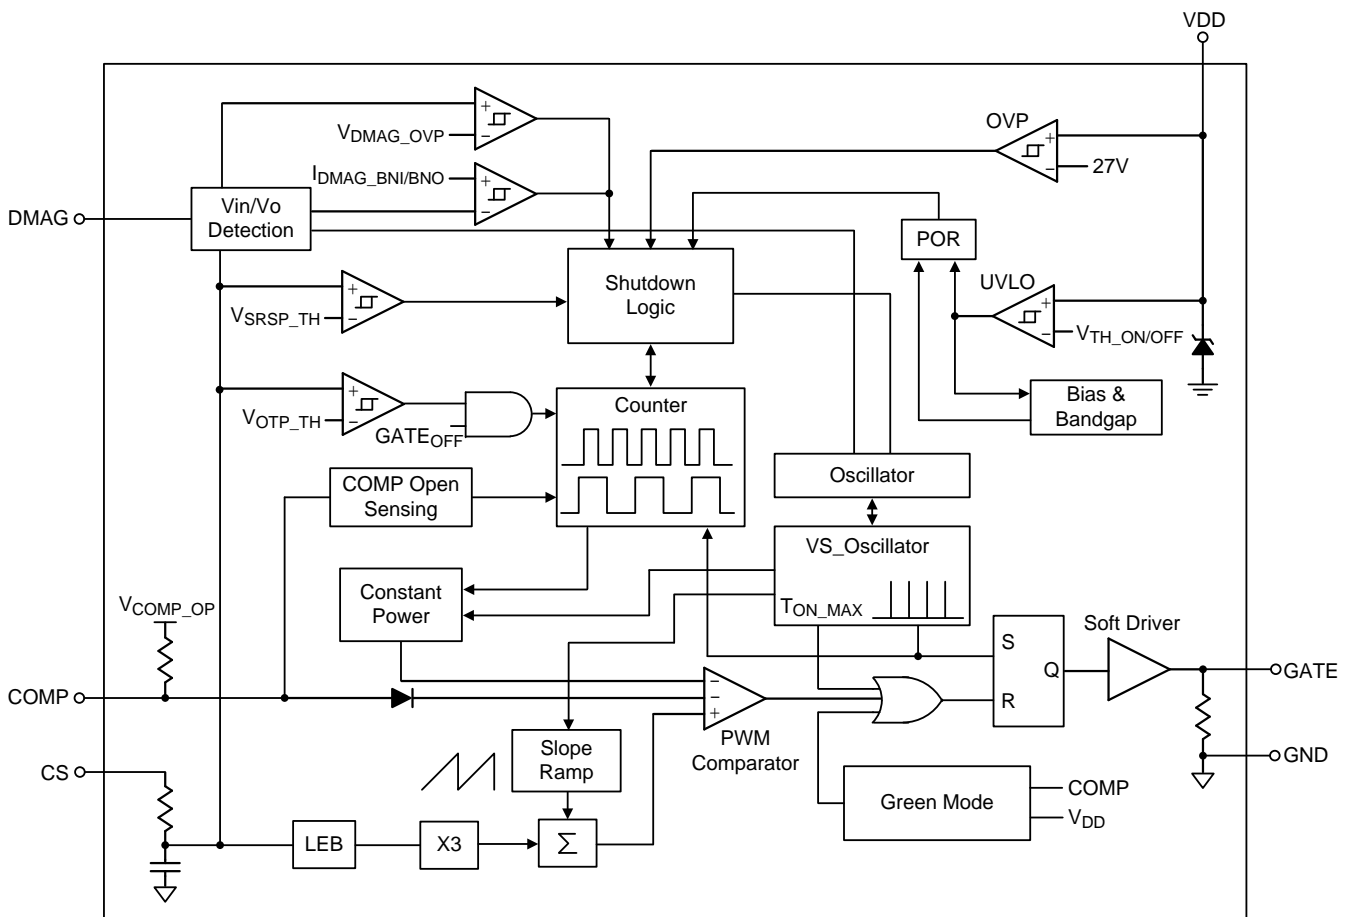 VDD
OVP
+
−
27V
+
−
VDMAG_OVP
IDMAG_BNI/BNO
+
−
DMAG
Vin/Vo
Detection
POR
Shutdown
Logic
UVLO
+
−
VTH_ON/OFF
+
−
VSRSP_TH
Bias &
Bandgap
+
−
VOTP_TH
GATEOFF
Counter
COMP Open
Sensing
Oscillator
VS_Oscillator
TON_MAX
Constant
Power
VCOMP_OP
Soft Driver
S
Q
R
GATE
COMP
−
−
+
PWM
Comparator
Slope
Ramp
GND
CS
Green Mode
COMP
VDD
LEB
X3
Σ